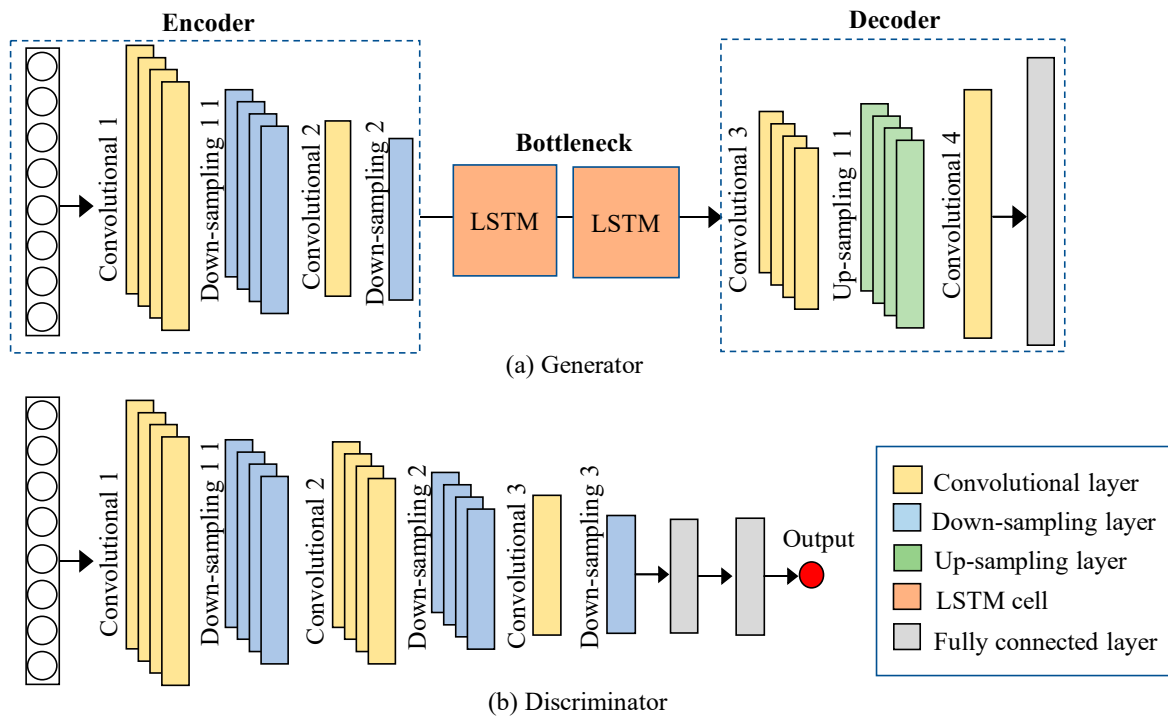 Encoder
Decoder
Bottleneck
Convolutional 1
Down-sampling 1 1
Convolutional 2
Down-sampling 2
LSTM
LSTM
Convolutional 3
Up-sampling 1 1
Convolutional 4
(a) Generator
Convolutional 1
Down-sampling 1 1
Convolutional 2
Down-sampling 2
Convolutional 3
Down-sampling 3
Output
Convolutional layer
Down-sampling layer
Up-sampling layer
LSTM cell
Fully connected layer
(b) Discriminator